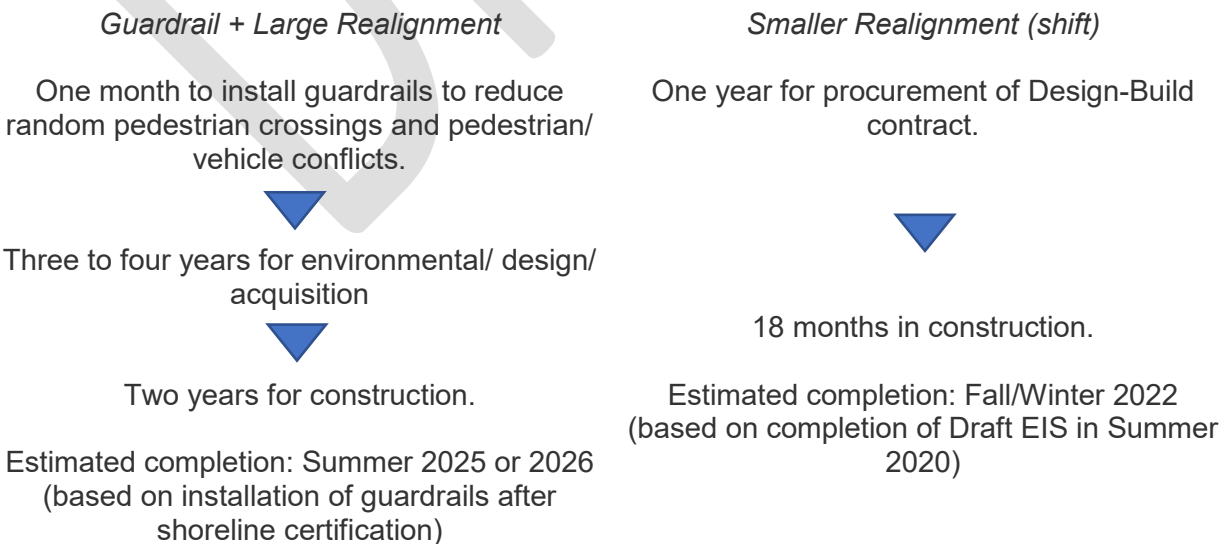 Guardrail + Large Realignment
One month to install guardrails to reduce
random pedestrian crossings and pedestrian/
vehicle conflicts.
Three to four years for environmental/ design/
acquisition
Two years for construction.
Estimated completion: Summer 2025 or 2026
(based on installation of guardrails after
shoreline certification)
Smaller Realignment (shift)
One year for procurement of Design-Build
contract.
18 months in construction.
Estimated completion: Fall/Winter 2022
(based on completion of Draft EIS in Summer
2020)